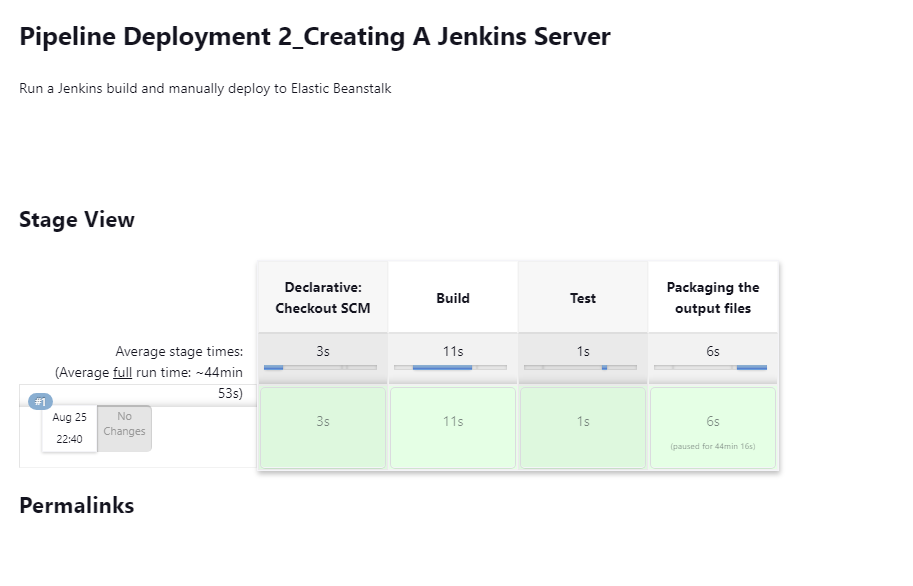 Pipeline Deployment 2_Creating A Jenkins Server
Run a Jenkins build and manually deploy to Elastic Beanstalk
Stage View
Declarative:
Checkout SCM
Build
Test
Packaging the
output files
Average stage times:
(Average full run time: ~44min
53s)
3s
11s
1s
6s
#1
Aug 25
22:40
No
Changes
3s
11s
1s
6s
(paused for 44min 16s)
Permalinks